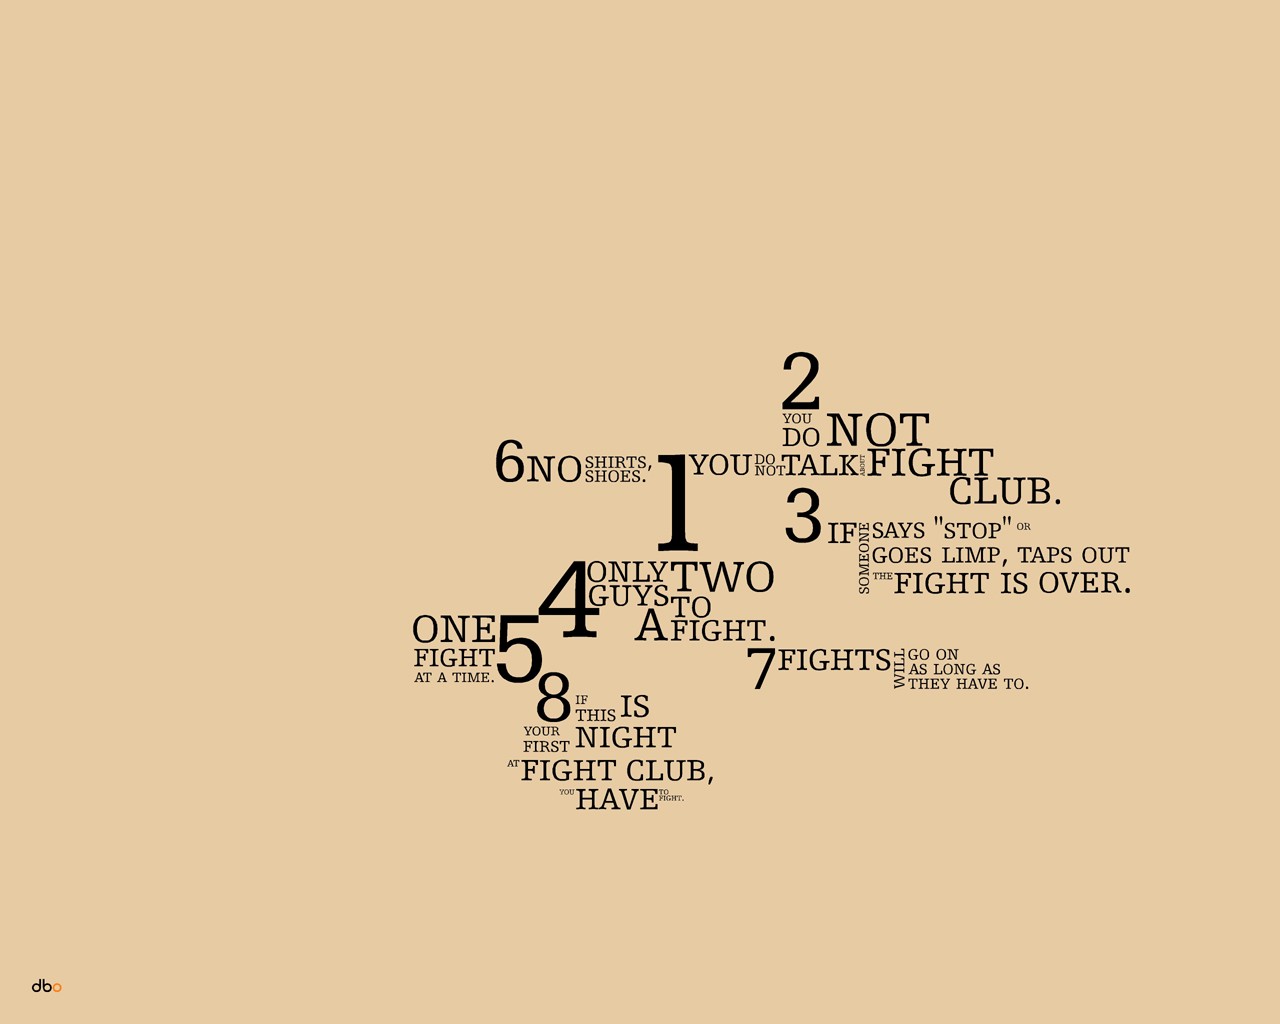 1 YOU DO NOT TALK ABOUT FIGHT CLUB.
2 YOU DO NOT
3 IF SOMEONE SAYS "STOP" OR
GOES LIMP, TAPS OUT
THE FIGHT IS OVER.
4 ONLY TWO
GUYS TO
A FIGHT.
5 ONE
FIGHT
AT A TIME.
6 NO SHIRTS,
SHOES.
7 FIGHTS WILL GO ON
AS LONG AS
THEY HAVE TO.
8 IF
THIS IS
YOUR
FIRST NIGHT
AT FIGHT CLUB,
YOU HAVE TO
FIGHT.
dbo